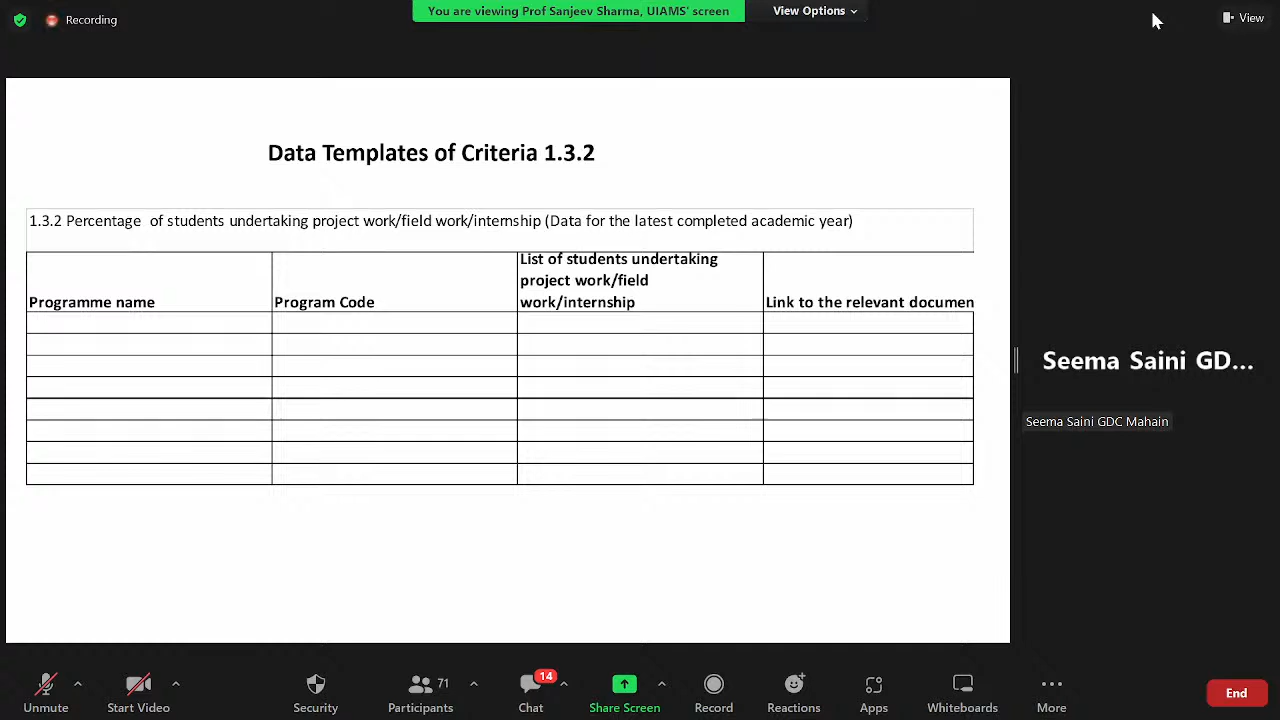 Recording
You are viewing Prof Sanjeev Sharma, UIAMS' screen
View Options
View
Data Templates of Criteria 1.3.2
1.3.2 Percentage of students undertaking project work/field work/internship (Data for the latest completed academic year)
Programme name
Program Code
List of students undertaking
project work/field
work/internship
Link to the relevant documen
Seema Saini GD...
Seema Saini GDC Mahain
Unmute
Start Video
Security
71
Participants
14
Chat
Share Screen
Record
Reactions
Apps
Whiteboards
More
End